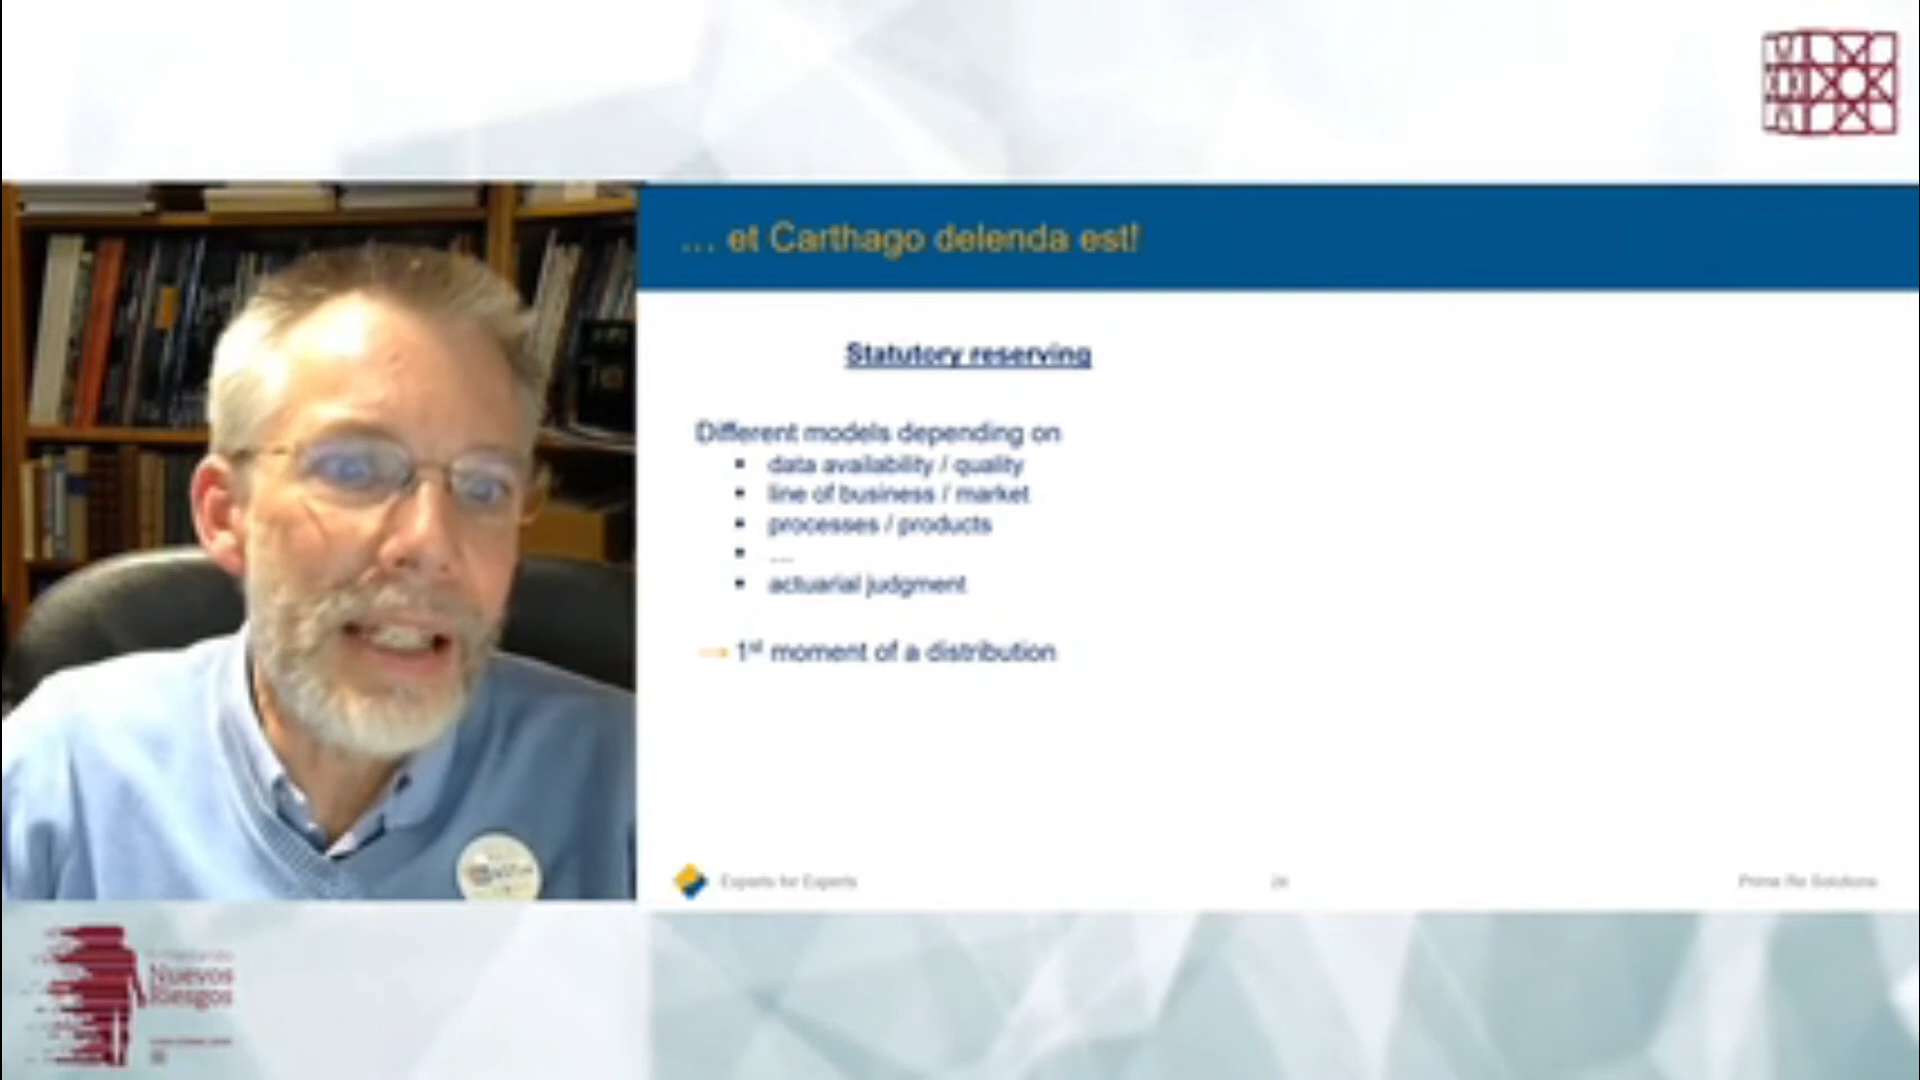 ... et Carthago delenda est!
Statutory reserving
Different models depending on
▪ data availability / quality
▪ line of business / market
▪ processes / products
▪ ...
▪ actuarial judgment
→ 1st moment of a distribution
Experts for Experts
Prime Re Solutions
Nuevos
Riesgos